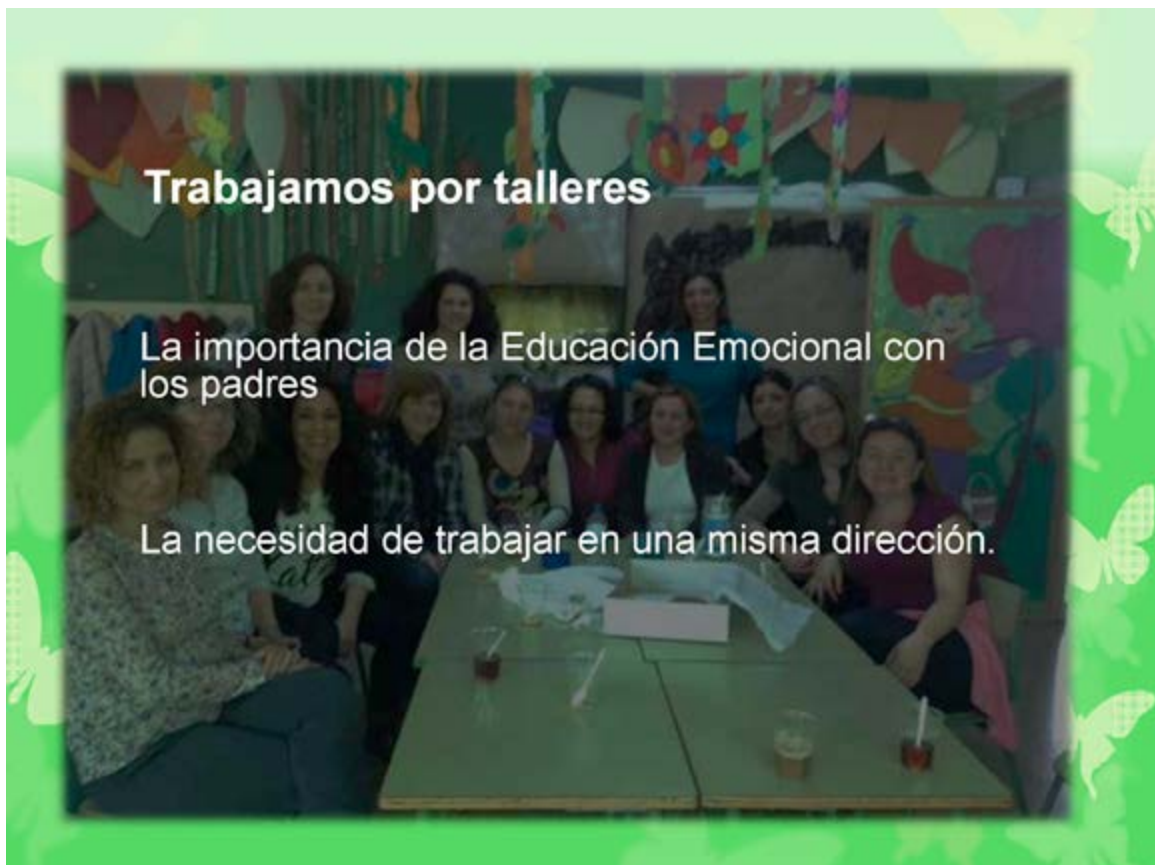 Trabajamos por talleres
La importancia de la Educación Emocional con
los padres
La necesidad de trabajar en una misma dirección.